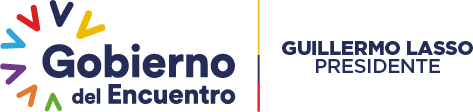 Gobierno
del Encuentro
GUILLERMO LASSO
PRESIDENTE